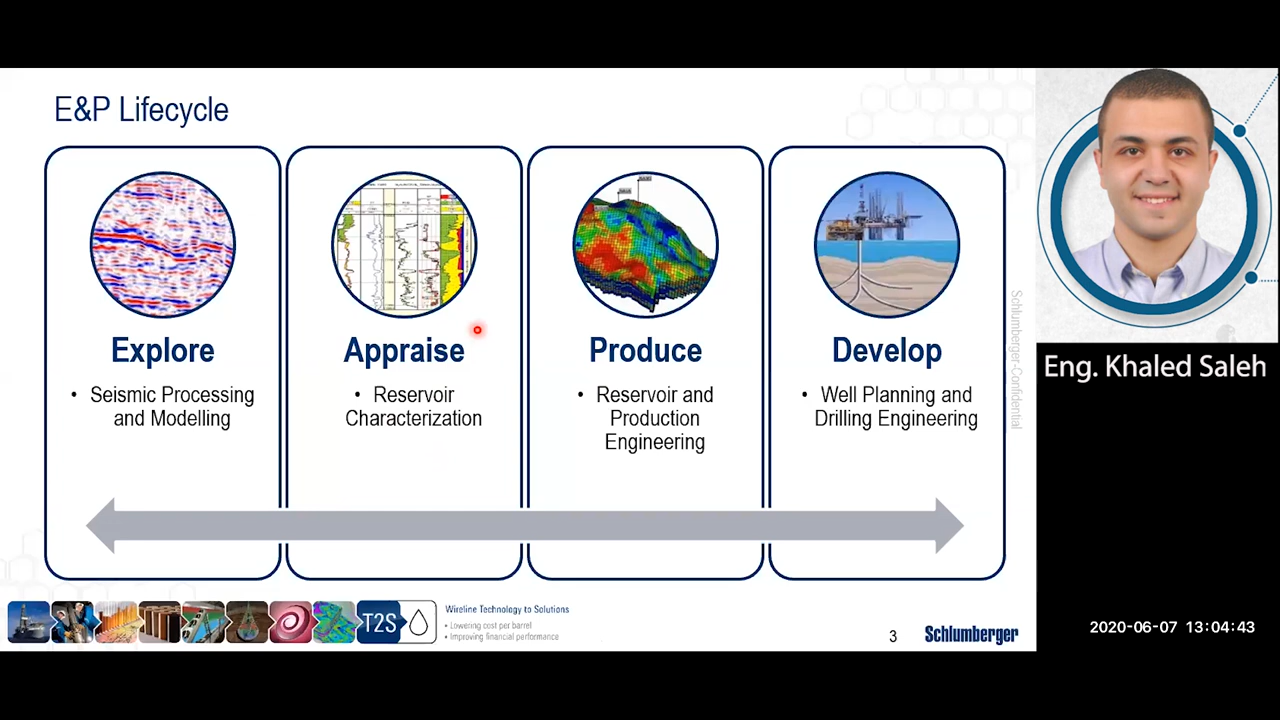 E&P Lifecycle
Explore
• Seismic Processing
and Modelling
Appraise
• Reservoir
Characterization
Produce
• Reservoir and
Production
Engineering
Develop
• Well Planning and
Drilling Engineering
Schlumberger-Confidential
T2S
Wireline Technology to Solutions
• Lowering cost per barrel
• Improving financial performance
3
Schlumberger
Eng. Khaled Saleh
2020-06-07 13:04:43